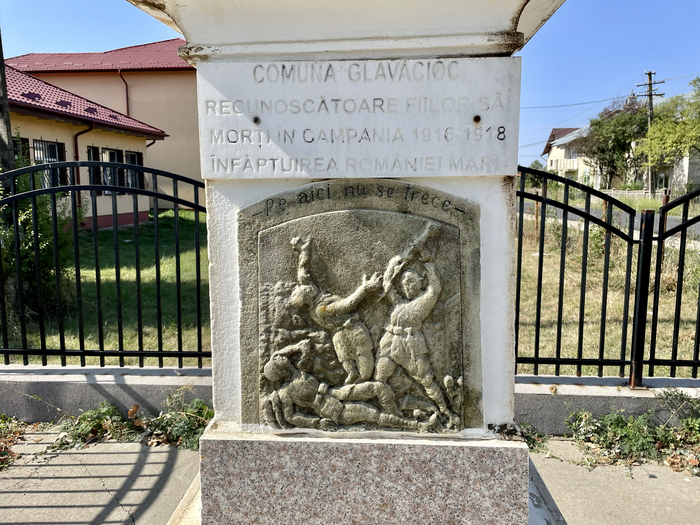 COMUNA GLAVACIOC
RECUNOSCĂTOARE FIILOR SĂI
MORȚI IN CAMPANIA 1916-1918
ÎNFĂPTUIREA ROMÂNIEI MARI
-Pe aici nu se trece-